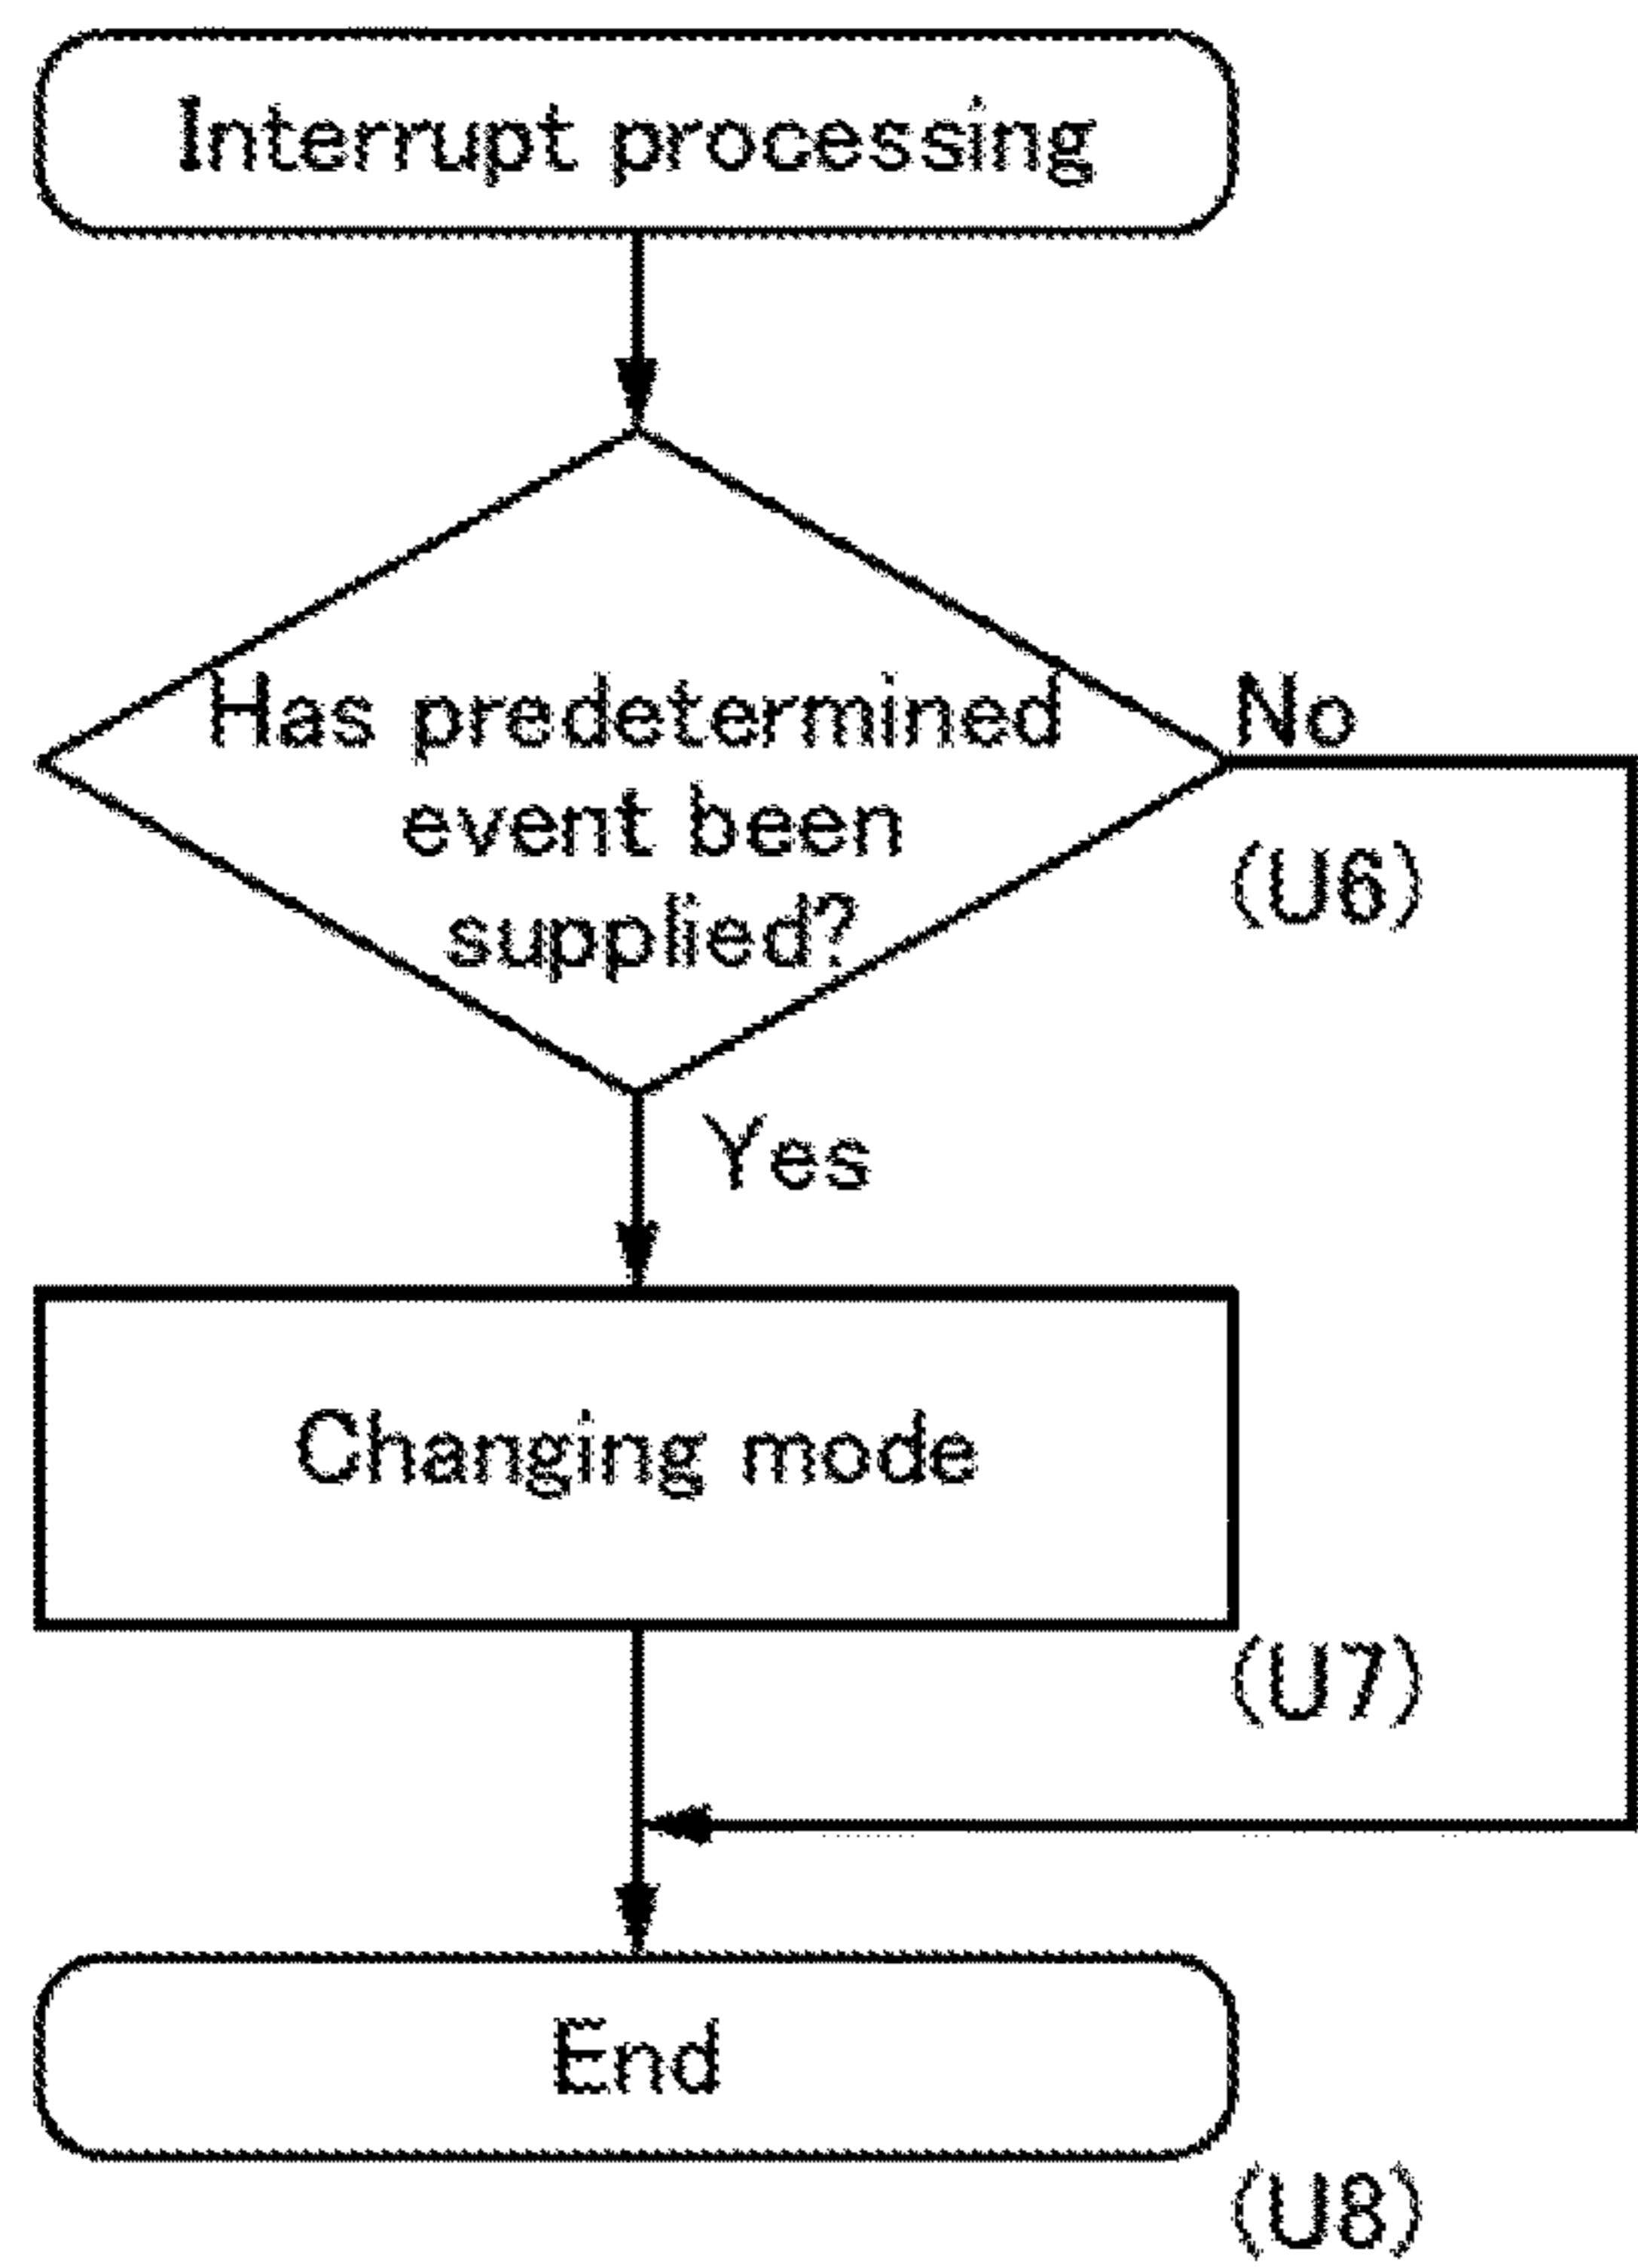 Interrupt processing
Has predetermined
event been
supplied?
No
(U6)
Yes
Changing mode
(U7)
End
(U8)